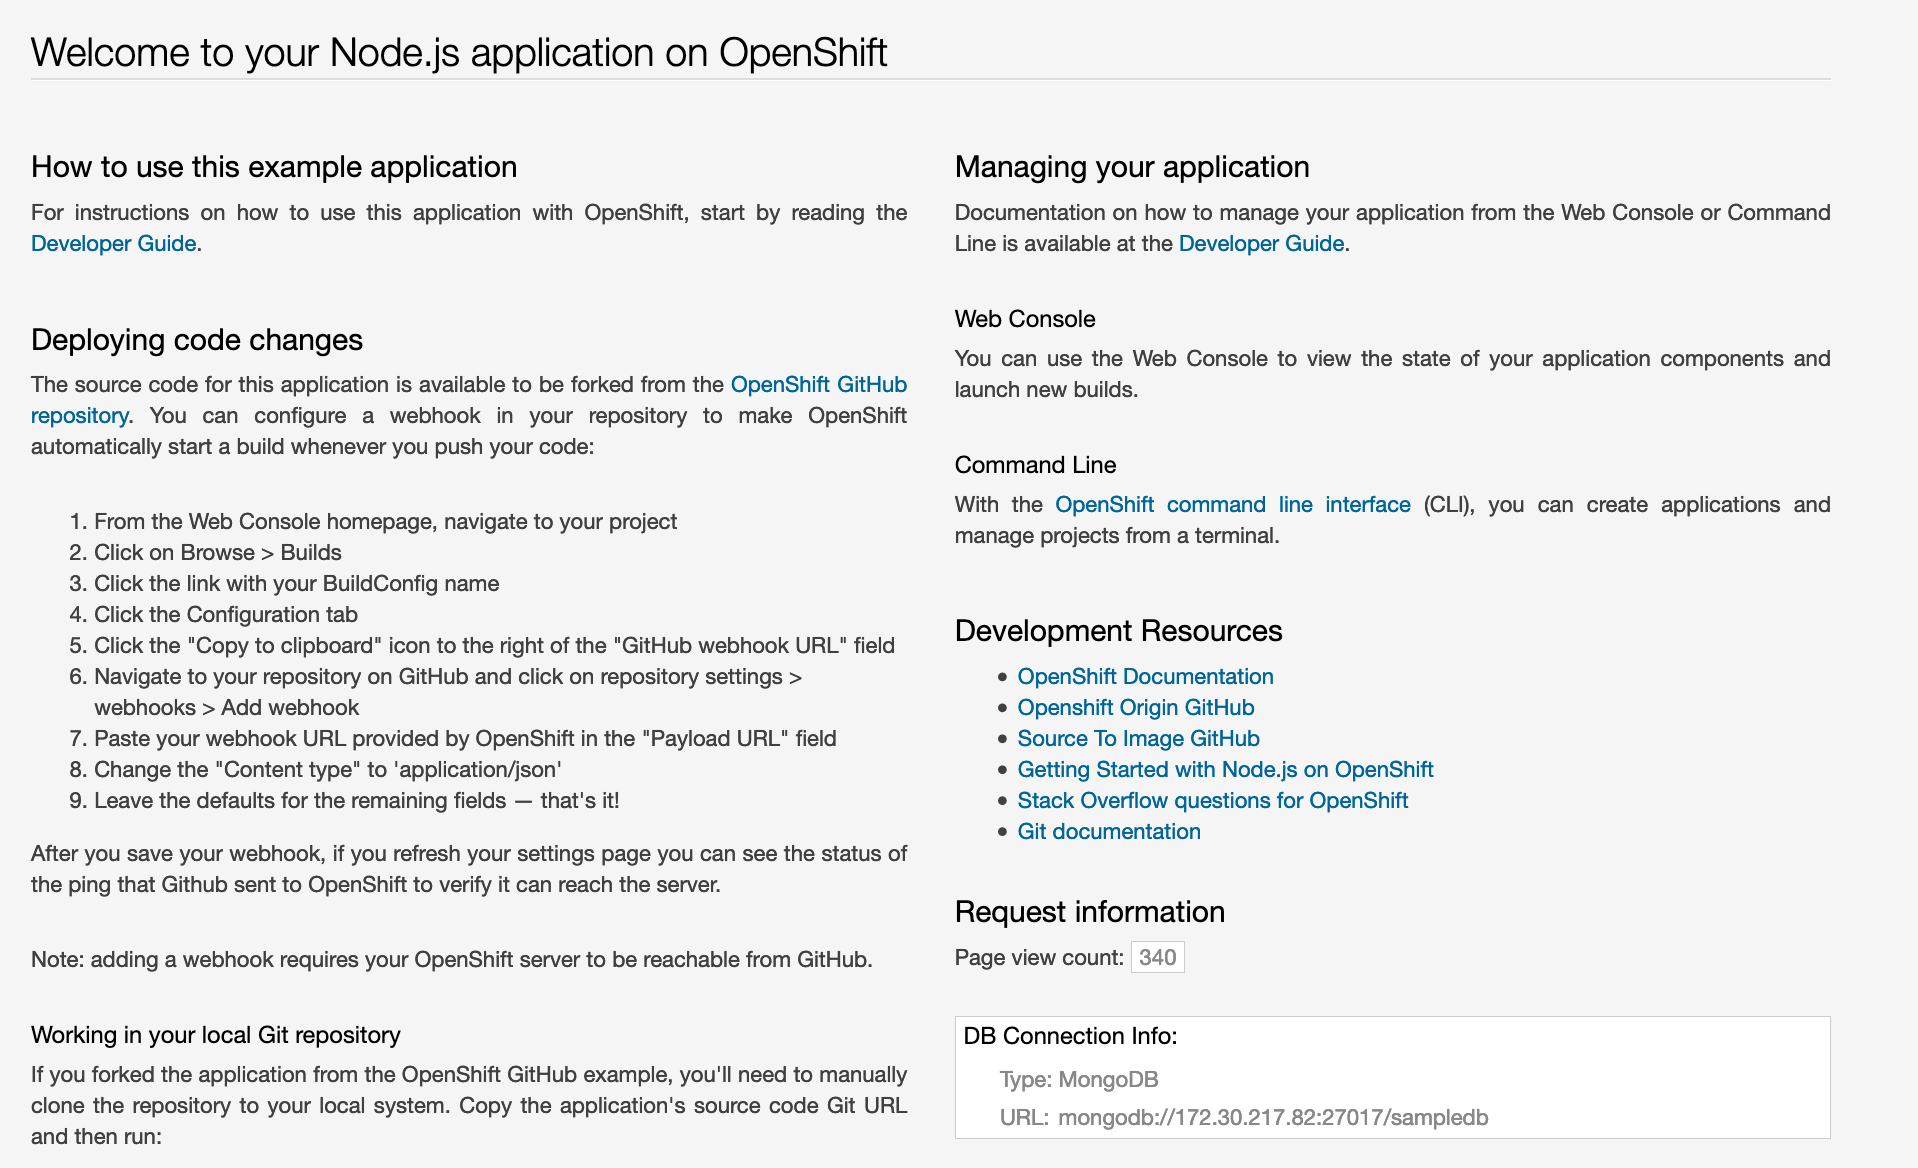 Welcome to your Node.js application on OpenShift
How to use this example application
For instructions on how to use this application with OpenShift, start by reading the
Developer Guide.
Deploying code changes
The source code for this application is available to be forked from the OpenShift GitHub
repository. You can configure a webhook in your repository to make OpenShift
automatically start a build whenever you push your code:
1. From the Web Console homepage, navigate to your project
2. Click on Browse > Builds
3. Click the link with your BuildConfig name
4. Click the Configuration tab
5. Click the "Copy to clipboard" icon to the right of the "GitHub webhook URL" field
6. Navigate to your repository on GitHub and click on repository settings >
webhooks > Add webhook
7. Paste your webhook URL provided by OpenShift in the "Payload URL" field
8. Change the "Content type" to 'application/json'
9. Leave the defaults for the remaining fields — that's it!
After you save your webhook, if you refresh your settings page you can see the status of
the ping that Github sent to OpenShift to verify it can reach the server.
Note: adding a webhook requires your OpenShift server to be reachable from GitHub.
Working in your local Git repository
If you forked the application from the OpenShift GitHub example, you'll need to manually
clone the repository to your local system. Copy the application's source code Git URL
and then run:
Managing your application
Documentation on how to manage your application from the Web Console or Command
Line is available at the Developer Guide.
Web Console
You can use the Web Console to view the state of your application components and
launch new builds.
Command Line
With the OpenShift command line interface (CLI), you can create applications and
manage projects from a terminal.
Development Resources
• OpenShift Documentation
• Openshift Origin GitHub
• Source To Image GitHub
• Getting Started with Node.js on OpenShift
• Stack Overflow questions for OpenShift
• Git documentation
Request information
Page view count: 340
DB Connection Info:
Type: MongoDB
URL: mongodb://172.30.217.82:27017/sampledb